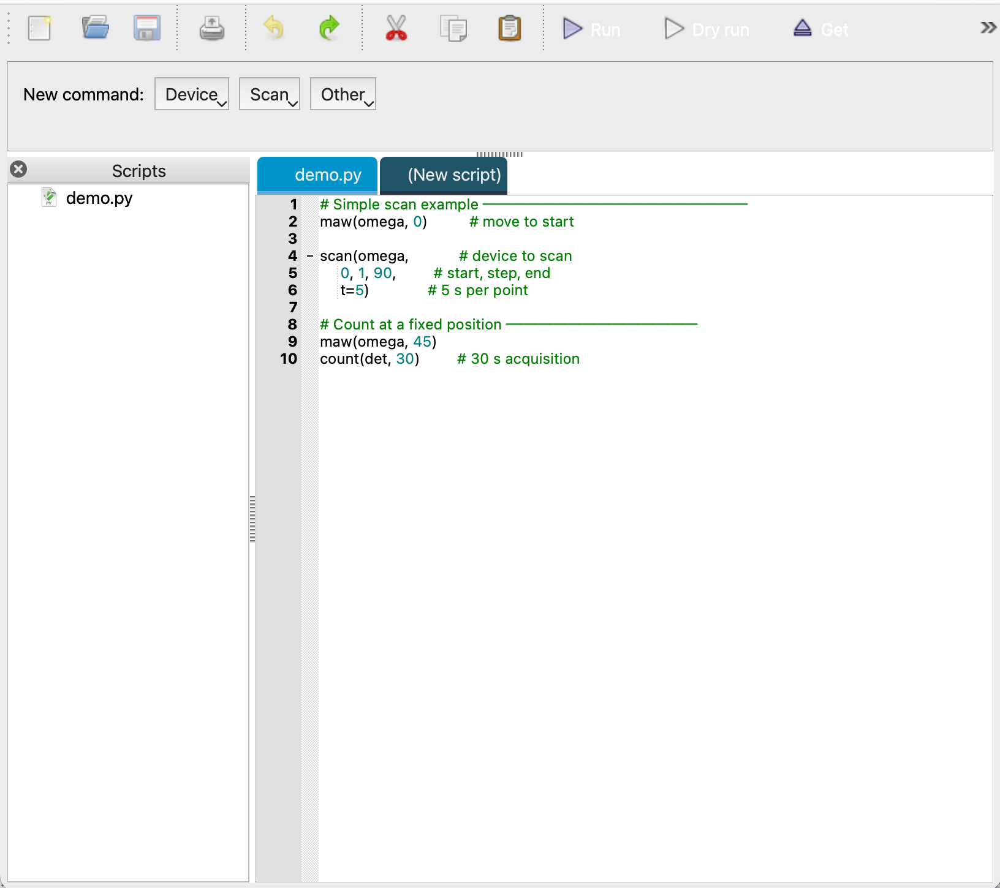 Run Dry run Get
New command: Device Scan Other
Scripts
demo.py
demo.py (New script)
1 # Simple scan example ──────────────────
2 maw(omega, 0) # move to start
3
4 scan(omega, # device to scan
5 0, 1, 90, # start, step, end
6 t=5) # 5 s per point
7
8 # Count at a fixed position ─────────────
9 maw(omega, 45)
10 count(det, 30) # 30 s acquisition